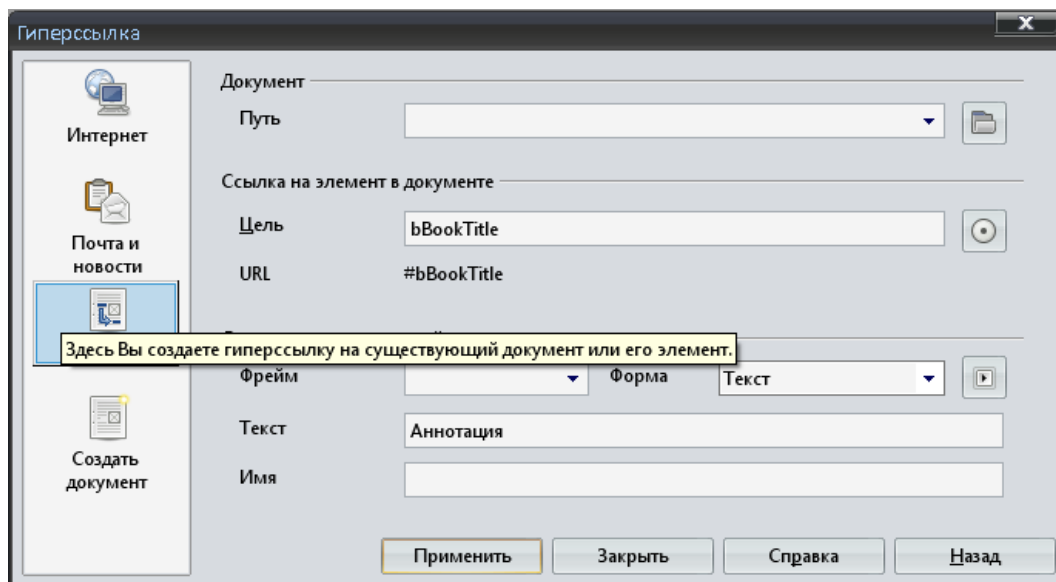 Гиперссылка
X
Интернет
Почта и
новости
Создать
документ
Документ
Путь
Ссылка на элемент в документе
Цель
bBookTitle
URL
#bBookTitle
Здесь Вы создаете гиперссылку на существующий документ или его элемент.
Фрейм
Форма
Текст
Текст
Аннотация
Имя
Применить
Закрыть
Справка
Назад